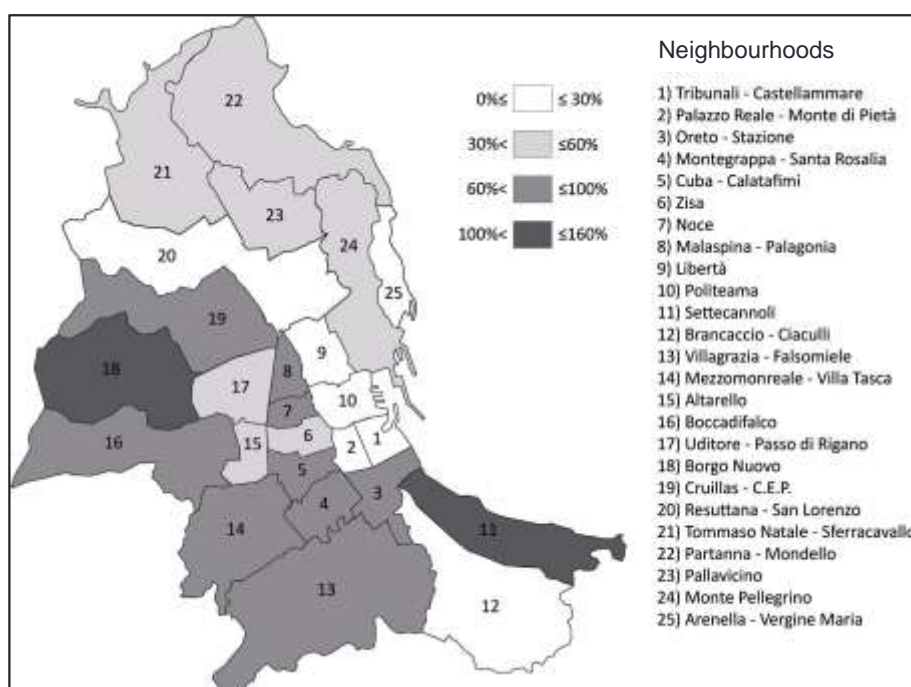 Neighbourhoods
0%≤ ≤ 30%
30%< ≤60%
60%< ≤100%
100%< ≤160%
1) Tribunali - Castellammare
2) Palazzo Reale - Monte di Pietà
3) Oreto - Stazione
4) Montegrappa - Santa Rosalia
5) Cuba - Calatafimi
6) Zisa
7) Noce
8) Malaspina - Palagonia
9) Libertà
10) Politeama
11) Settecannoli
12) Brancaccio - Ciaculli
13) Villagrazia - Falsomiele
14) Mezzomonreale - Villa Tasca
15) Altarello
16) Boccadifalco
17) Uditore - Passo di Rigano
18) Borgo Nuovo
19) Cruillas - C.E.P.
20) Resuttana - San Lorenzo
21) Tommaso Natale - Sferracavallo
22) Partanna - Mondello
23) Pallavicino
24) Monte Pellegrino
25) Arenella - Vergine Maria
22
21
23
20
24
25
19
9
18
8
17
10
7
16
15
6
2
1
5
3
4
14
11
13
12